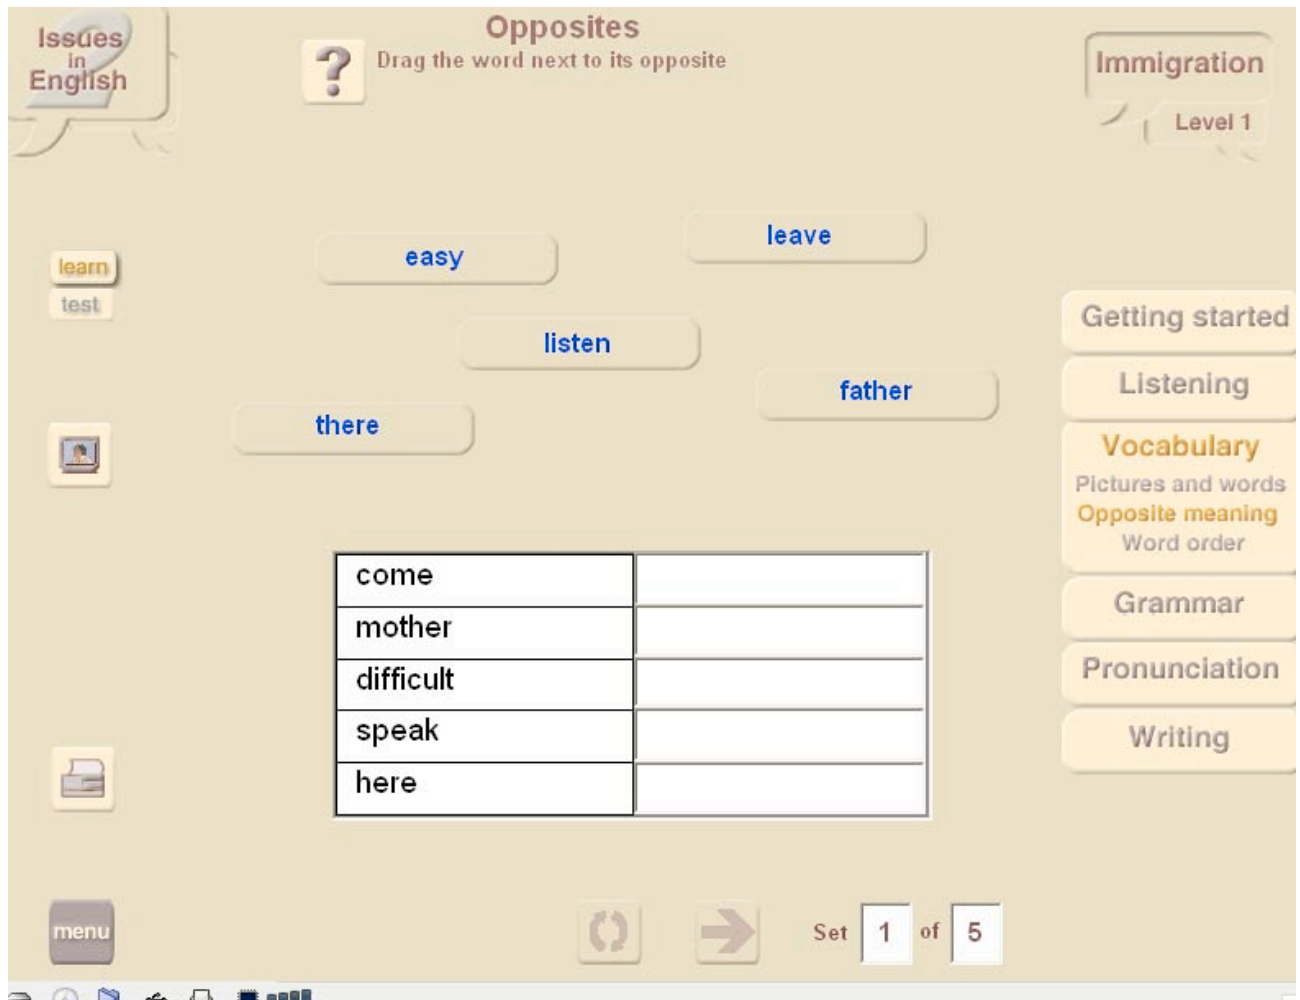 Issues
in
English
2
?
Opposites
Drag the word next to its opposite
Immigration
Level 1
learn
test
easy
leave
listen
father
there
Getting started
Listening
Vocabulary
Pictures and words
Opposite meaning
Word order
Grammar
Pronunciation
Writing
come
mother
difficult
speak
here
menu
Set 1 of 5